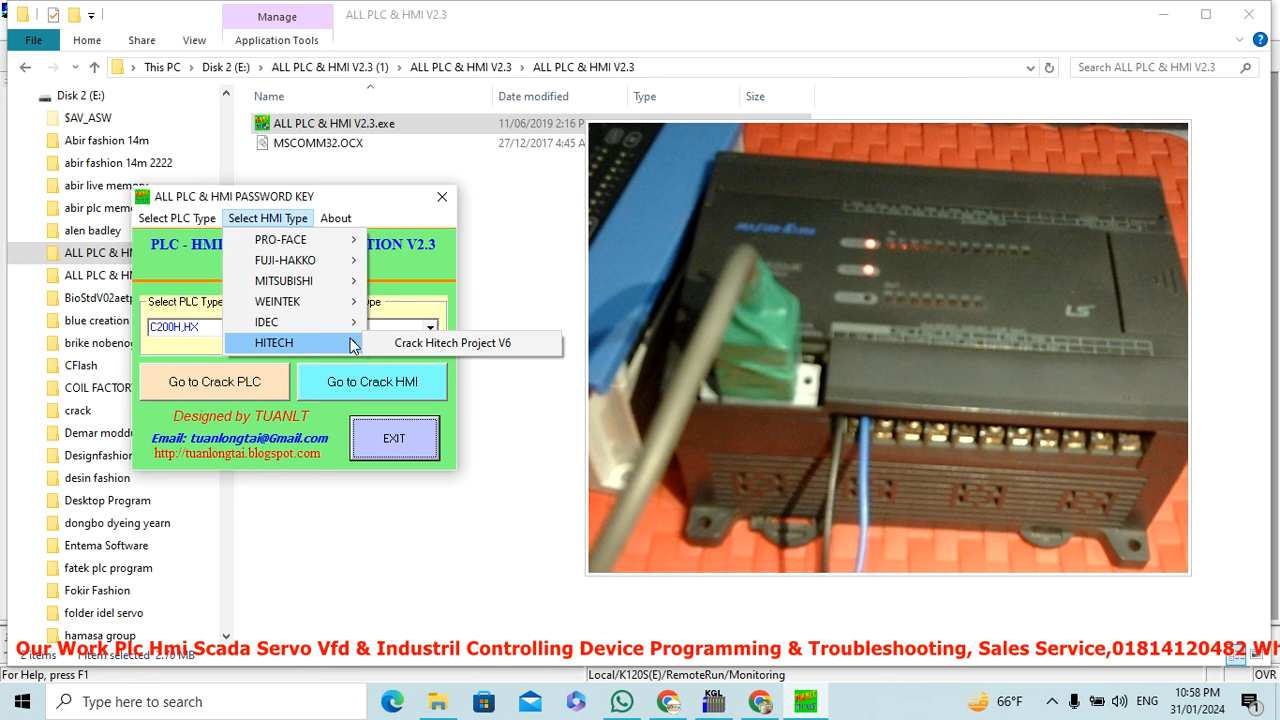 Manage
ALL PLC & HMI V2.3
File
Home
Share
View
Application Tools
This PC
Disk 2 (E:)
ALL PLC & HMI V2.3 (1)
ALL PLC & HMI V2.3
ALL PLC & HMI V2.3
Search ALL PLC & HMI V2.3
Disk 2 (E:)
$AV_ASW
Abir fashion 14m
abir fashion 14m 2222
abir live memory
abir plc mem
alen badley
ALL PLC & H
ALL PLC & H
BioStdV02aetp
blue creation
brike nobenet
CFlash
COIL FACTOR
crack
Demar modd
Designfashion
desin fashion
Desktop Program
dongbo dyeing yearn
Entema Software
fatek plc program
Fokir Fashion
folder idel servo
hamasa group
Name
Date modified
Type
Size
ALL PLC & HMI V2.3.exe
11/06/2019 2:16 P
MSCOMM32.OCX
27/12/2017 4:45 A
ALL PLC & HMI PASSWORD KEY
Select PLC Type
Select HMI Type
About
PLC - HMI
TION V2.3
PRO-FACE
FUJI-HAKKO
MITSUBISHI
WEINTEK
IDEC
HITECH
Crack Hitech Project V6
Select PLC Type
C200H,HX
Go to Crack PLC
Go to Crack HMI
Designed by TUANLT
Email: tuanlongtai@Gmail.com
http://tuanlongtai.blogspot.com
EXIT
LS
Our Work Plc Hmi Scada Servo Vfd & Industril Controlling Device Programming & Troubleshooting, Sales Service,01814120482 Wh
2 items
1 item selected 2.76 MB
For Help, press F1
Local/K120S(E)/RemoteRun/Monitoring
OVR
Type here to search
KGL
66°F
ENG
10:58 PM
31/01/2024
1